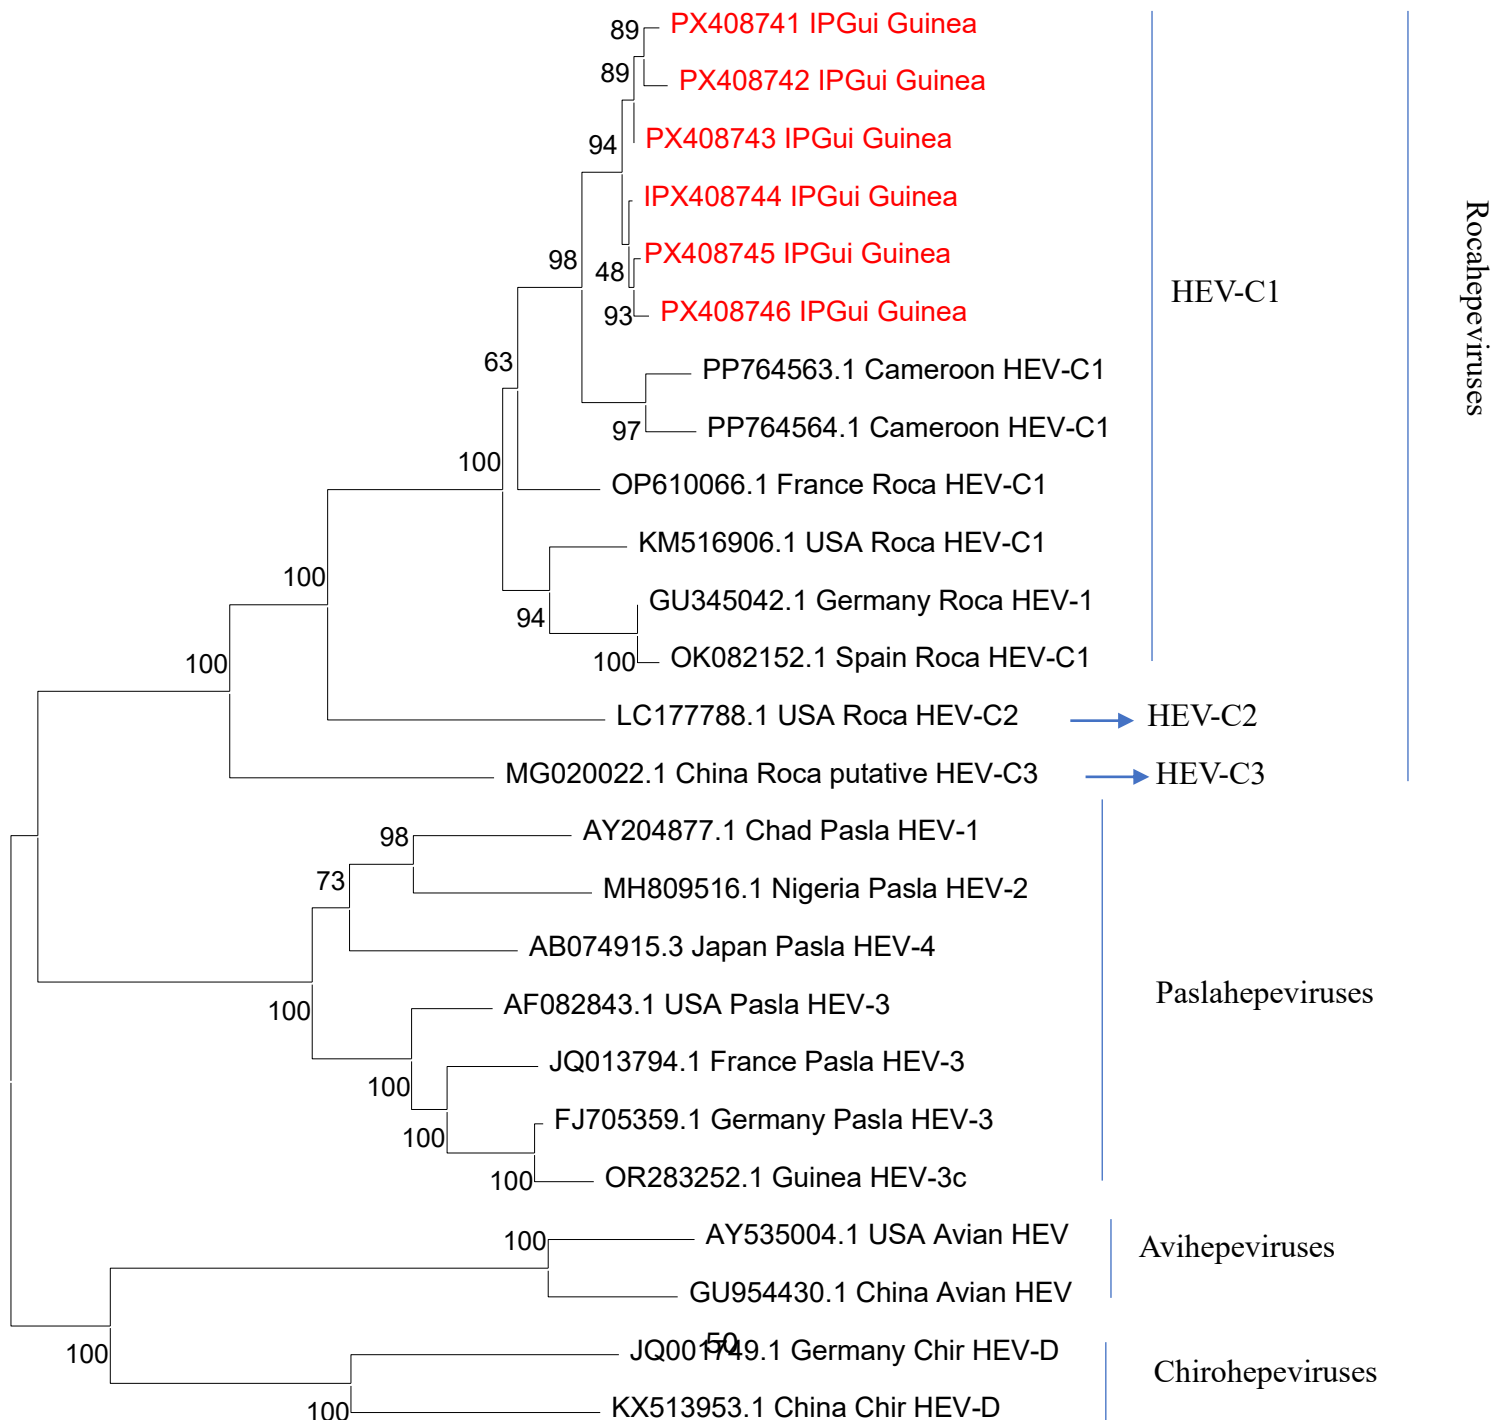 89
PX408741 IPGui Guinea
89
PX408742 IPGui Guinea
94
PX408743 IPGui Guinea
IPX408744 IPGui Guinea
98
48
PX408745 IPGui Guinea
93
PX408746 IPGui Guinea
HEV-C1
Rocahepeviruses
63
PP764563.1 Cameroon HEV-C1
97
PP764564.1 Cameroon HEV-C1
100
OP610066.1 France Roca HEV-C1
KM516906.1 USA Roca HEV-C1
100
94
GU345042.1 Germany Roca HEV-1
100
OK082152.1 Spain Roca HEV-C1
100
LC177788.1 USA Roca HEV-C2
HEV-C2
MG020022.1 China Roca putative HEV-C3
HEV-C3
98
AY204877.1 Chad Pasla HEV-1
73
MH809516.1 Nigeria Pasla HEV-2
AB074915.3 Japan Pasla HEV-4
100
AF082843.1 USA Pasla HEV-3
Paslahepeviruses
100
JQ013794.1 France Pasla HEV-3
100
FJ705359.1 Germany Pasla HEV-3
100
OR283252.1 Guinea HEV-3c
100
AY535004.1 USA Avian HEV
Avihepeviruses
GU954430.1 China Avian HEV
50
100
JQ001749.1 Germany Chir HEV-D
Chirohepeviruses
100
KX513953.1 China Chir HEV-D